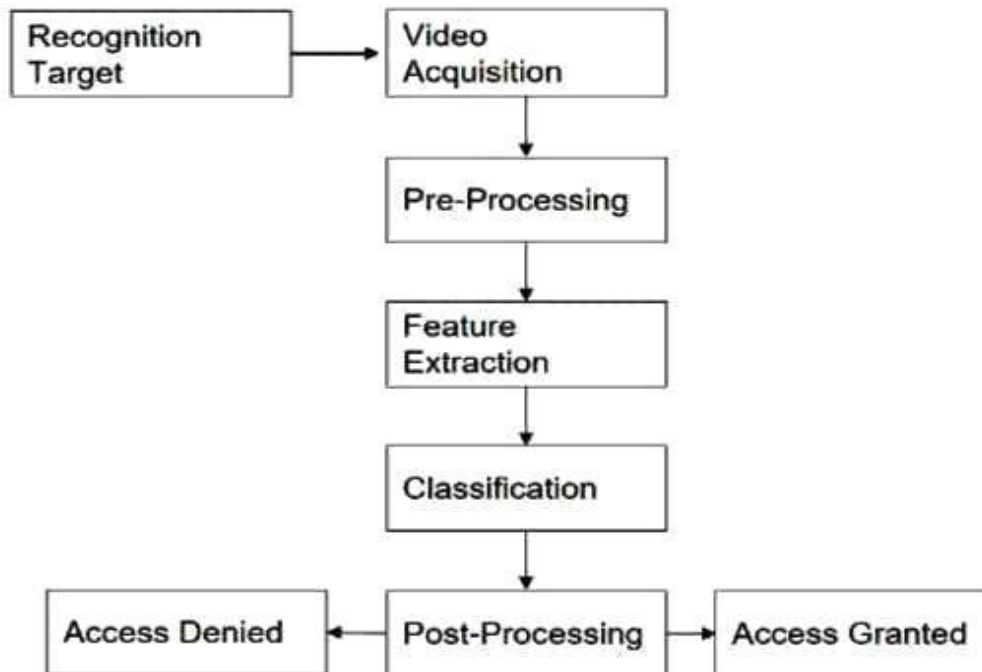 Recognition
Target
Video
Acquisition
Pre-Processing
Feature
Extraction
Classification
Access Denied
Post-Processing
Access Granted